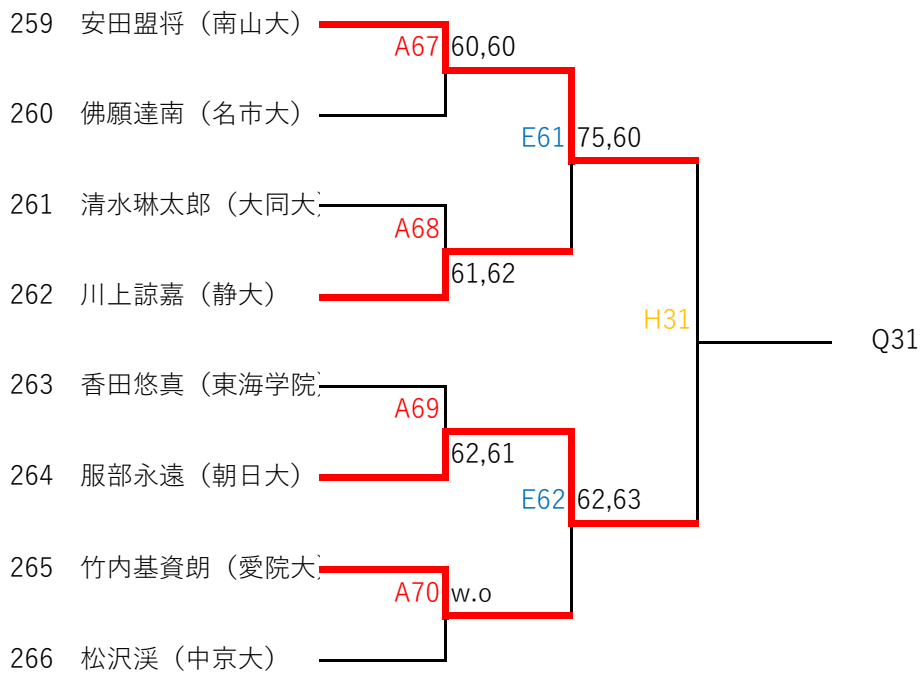 259 安田盟将（南山大）
A67 60,60
260 佛願達南（名市大）
E61 75,60
261 清水琳太郎（大同大）
A68
61,62
262 川上諒嘉（静大）
H31
Q31
263 香田悠真（東海学院）
A69
62,61
264 服部永遠（朝日大）
E62 62,63
265 竹内基資朗（愛院大）
A70 w.o
266 松沢渓（中京大）